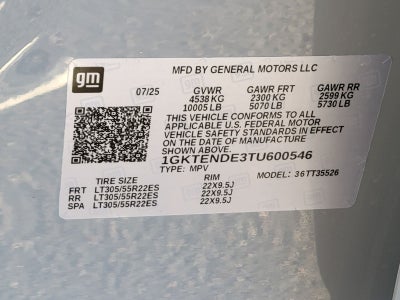 gm
MFD BY GENERAL MOTORS LLC
07/25 GVWR GAWR FRT GAWR RR
4538 KG 2300 KG 2599 KG
10005 LB 5070 LB 5730 LB
THIS VEHICLE CONFORMS TO ALL
APPLICABLE U.S. FEDERAL MOTOR
VEHICLE SAFETY STANDARDS IN EFFECT
ON THE DATE OF MANUFACTURE
SHOWN ABOVE.
1GKTENDE3TU600546
TYPE: MPV
TIRE SIZE RIM MODEL: 36TT35526
FRT LT305/55R22ES 22X9.5J
RR LT305/55R22ES 22X9.5J
SPA LT305/55R22ES 22X9.5J